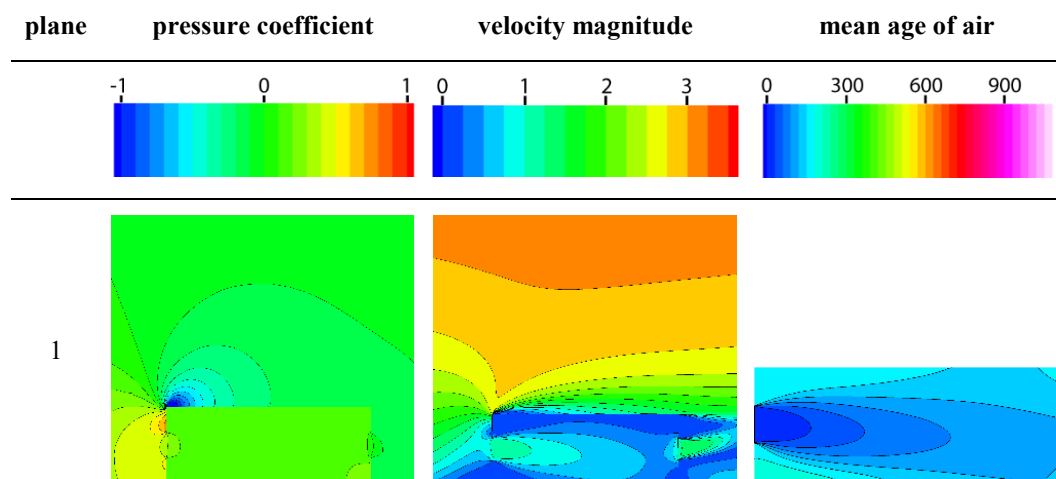 plane pressure coefficient velocity magnitude mean age of air
-1 0 1 0 1 2 3 0 300 600 900
1